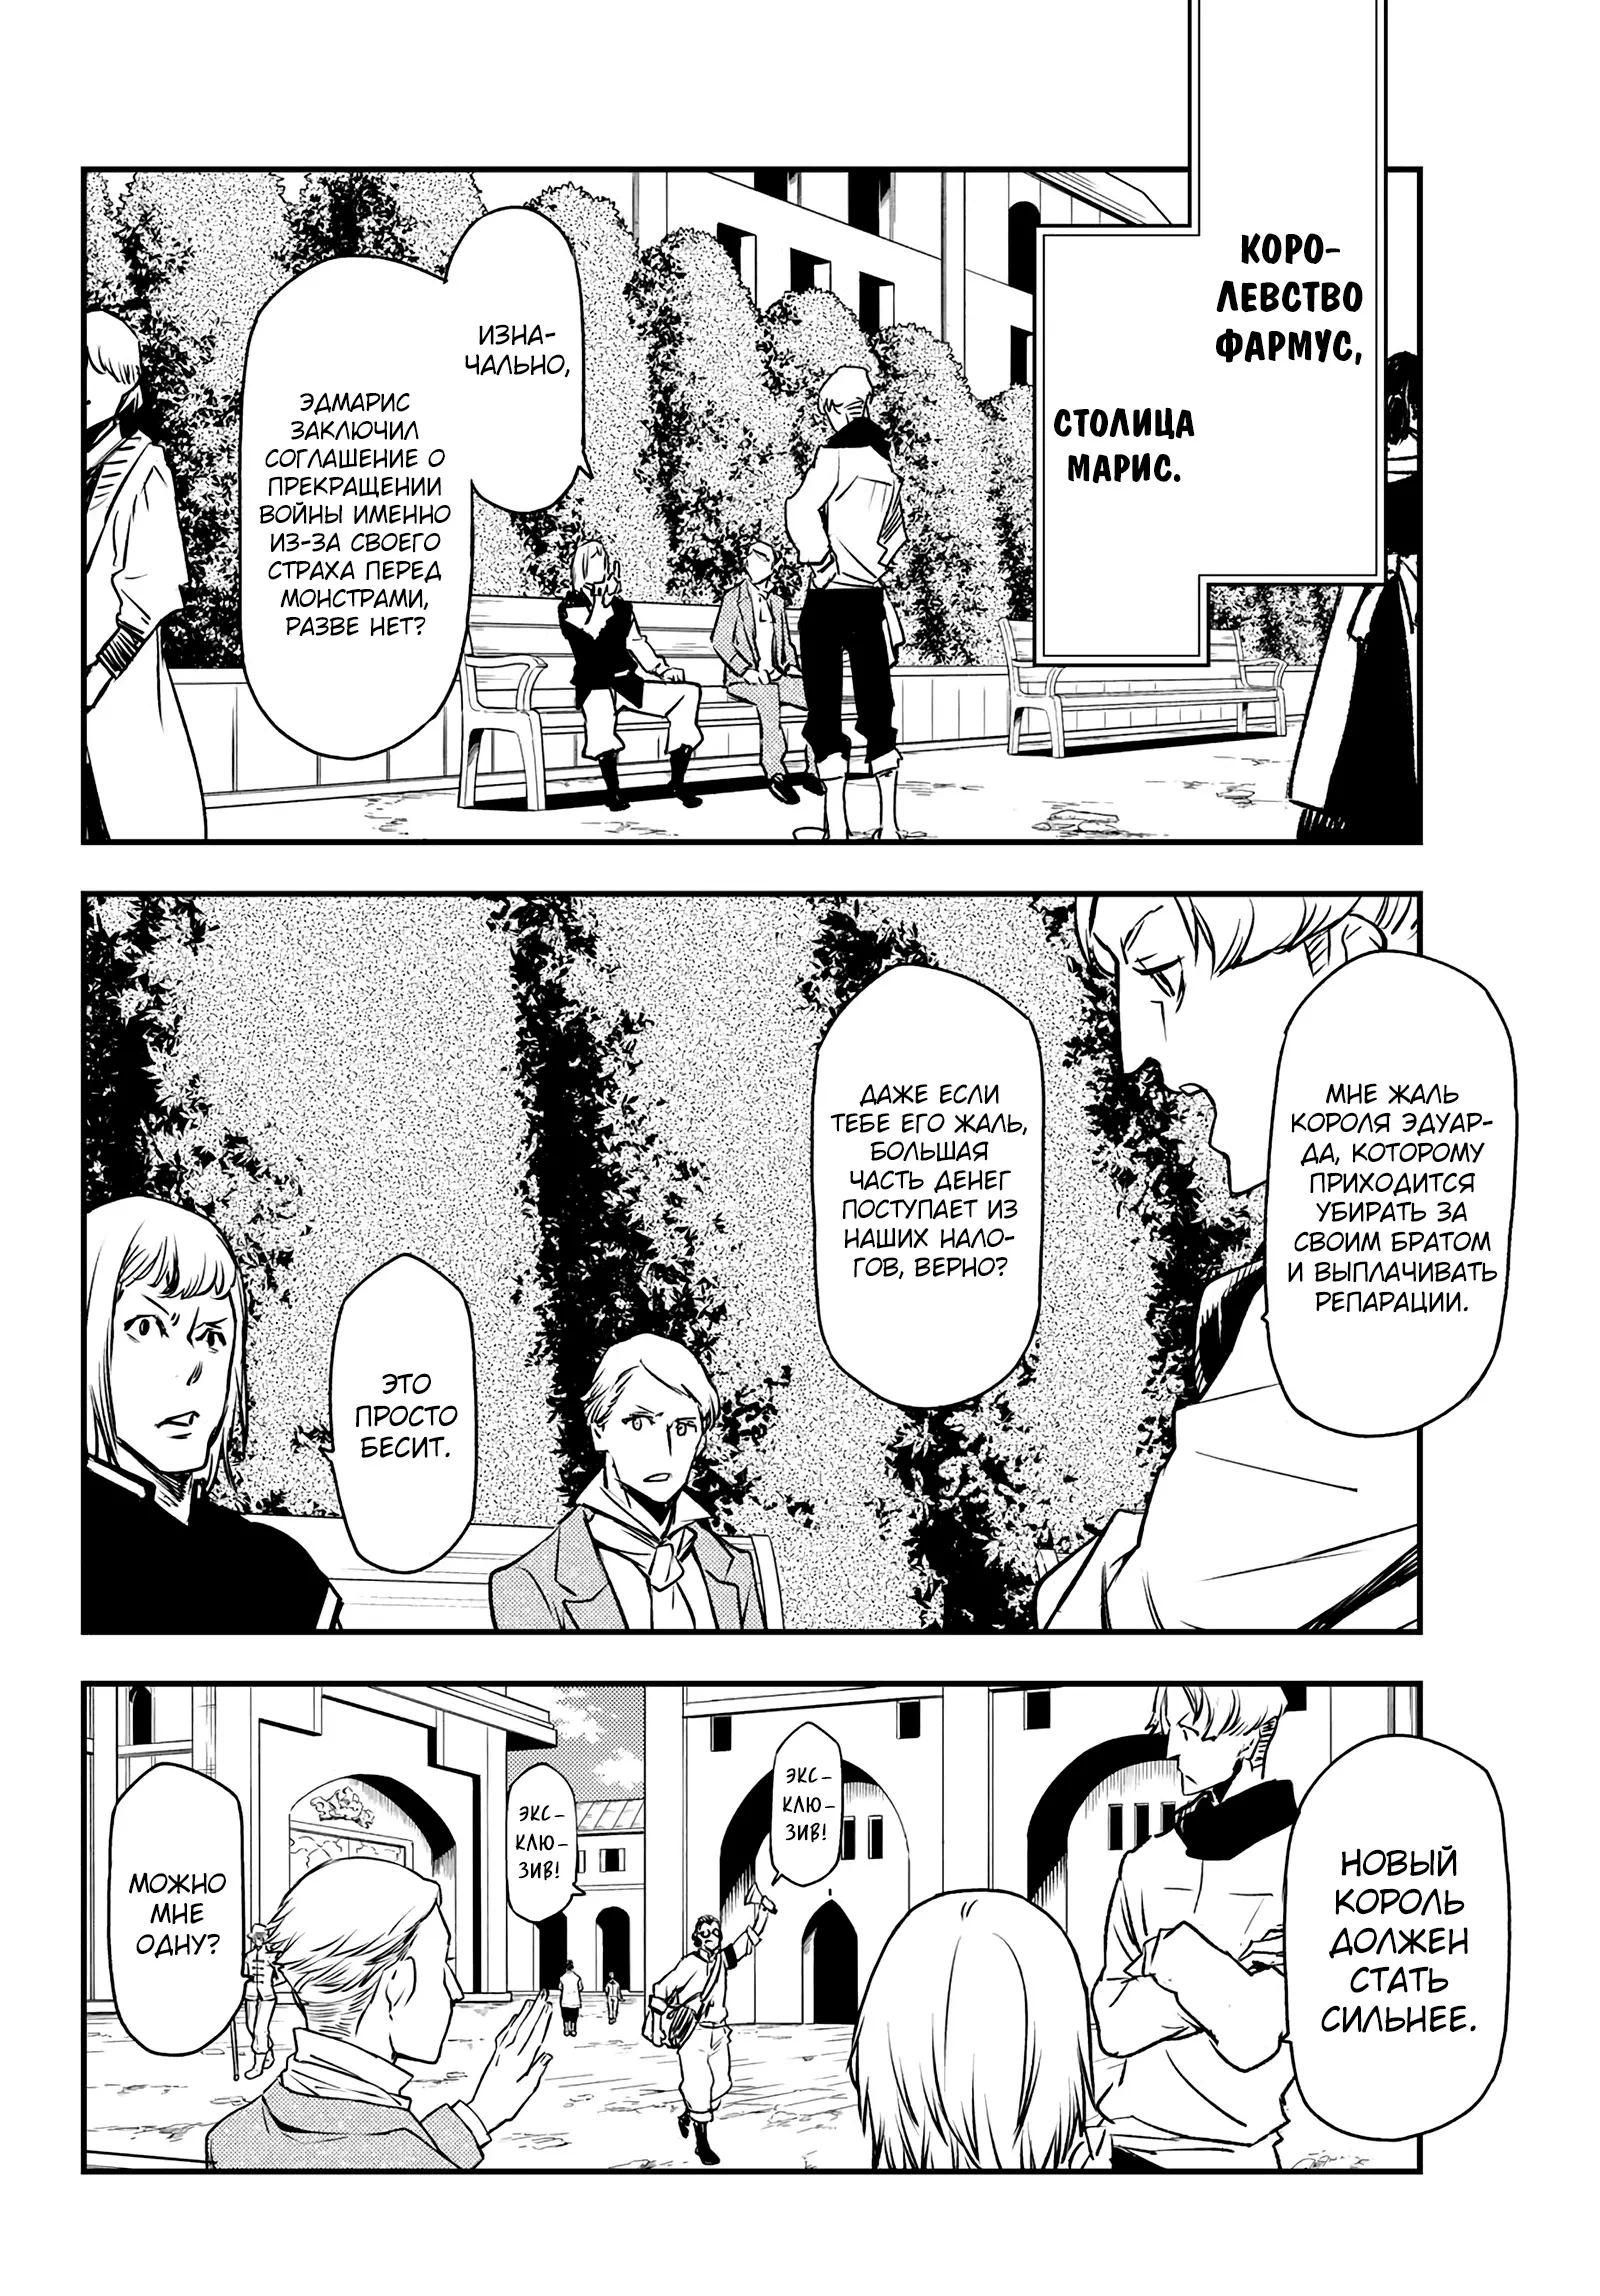 КОРО-
ЛЕВСТВО
ФАРМУС,
СТОЛИЦА
МАРИС.
ИЗНА-
ЧАЛЬНО,
ЭДМАРИС
ЗАКЛЮЧИЛ
СОГЛАШЕНИЕ О
ПРЕКРАЩЕНИИ
ВОЙНЫ ИМЕННО
ИЗ-ЗА СВОЕГО
СТРАХА ПЕРЕД
МОНСТРАМИ,
РАЗВЕ НЕТ?
МНЕ ЖАЛЬ
КОРОЛЯ ЭДУАР-
ДА, КОТОРОМУ
ПРИХОДИТСЯ
УБИРАТЬ ЗА
СВОИМ БРАТОМ
И ВЫПЛАЧИВАТЬ
РЕПАРАЦИИ.
ДАЖЕ ЕСЛИ
ТЕБЕ ЕГО ЖАЛЬ,
БОЛЬШАЯ
ЧАСТЬ ДЕНЕГ
ПОСТУПАЕТ ИЗ
НАШИХ НАЛО-
ГОВ, ВЕРНО?
ЭТО
ПРОСТО
БЕСИТ.
НОВЫЙ
КОРОЛЬ
ДОЛЖЕН
СТАТЬ
СИЛЬНЕЕ.
ЭКС-
КЛЮ-
ЗИВ!
ЭКС-
КЛЮ-
ЗИВ!
МОЖНО
МНЕ
ОДНУ?